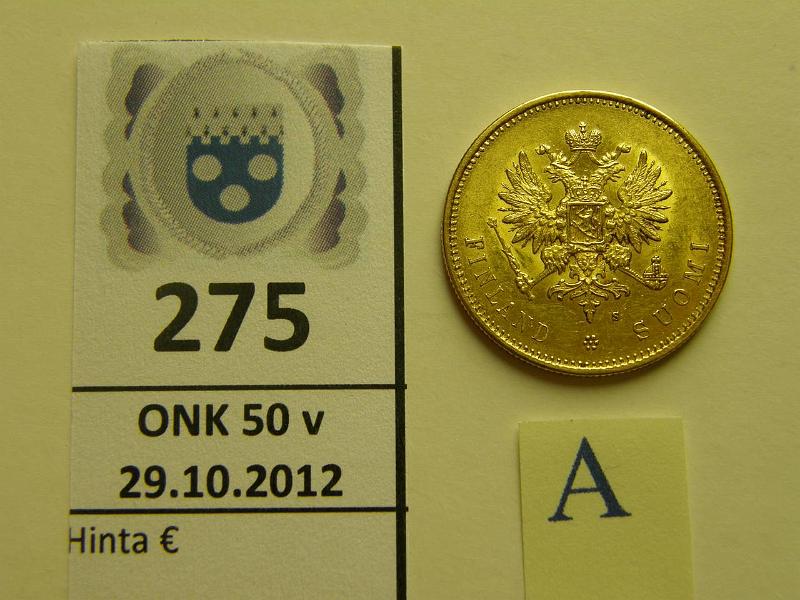 275
ONK 50 v
29.10.2012
Hinta €
FINLAND * SUOMI
S
A